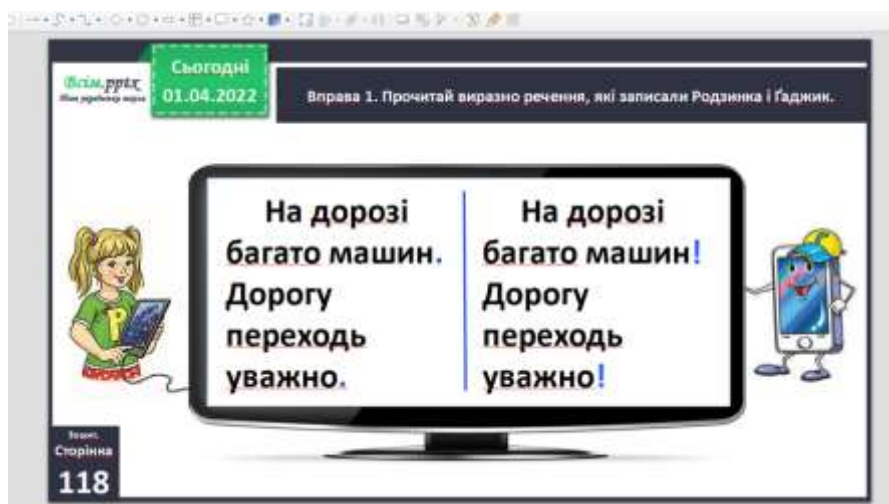 Сьогодні
Всім.pptx
01.04.2022
Вправа 1. Прочитай виразно речення, які записали Родзинка і Ґаджик.
На дорозі
багато машин.
Дорогу
переходь
уважно.
На дорозі
багато машин!
Дорогу
переходь
уважно!
Р
Зошит.
Сторінка
118